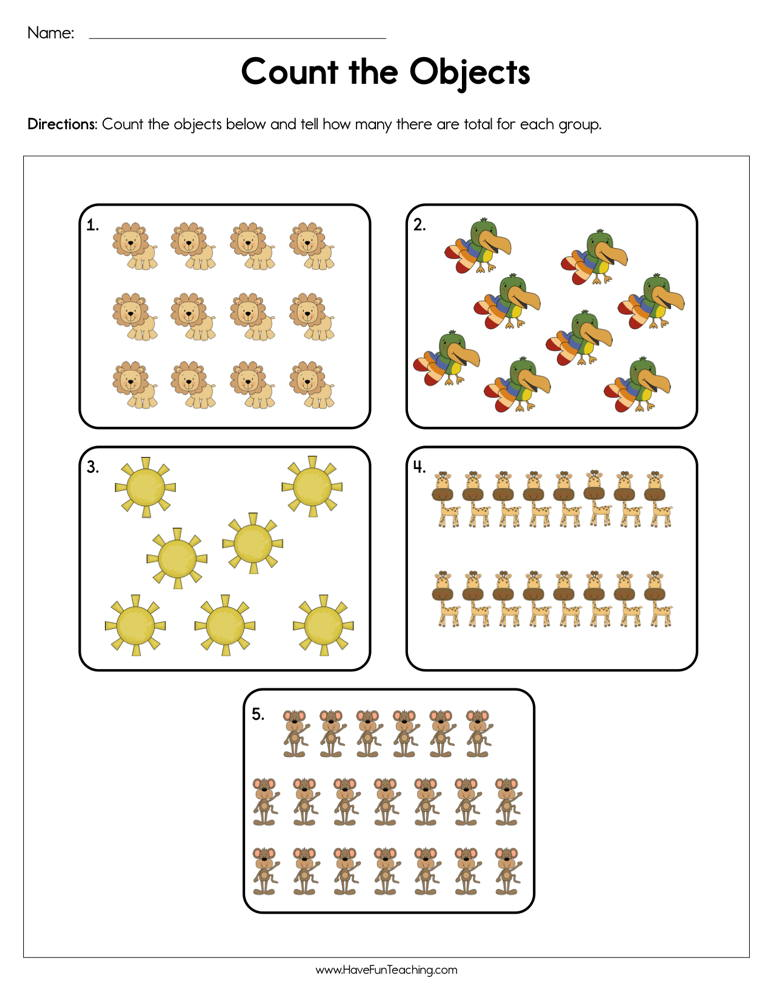 Name:
Count the Objects
Directions: Count the objects below and tell how many there are total for each group.
1.
2.
3.
4.
5.
www.HaveFunTeaching.com